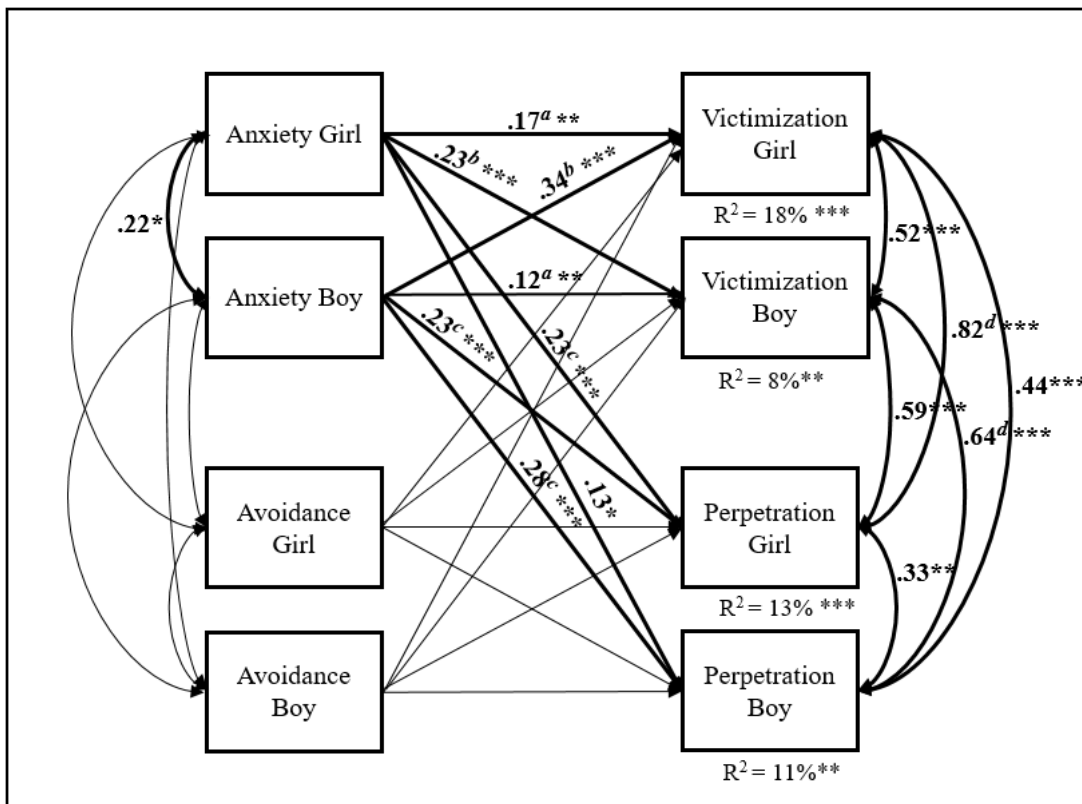 Anxiety Girl
Victimization
Girl
.17ᵃ **
.23ᵇ ***
.34ᵇ ***
R² = 18% ***
.22*
.52***
Anxiety Boy
Victimization
Boy
.12ᵃ **
.23ᶜ ***
.23ᶜ ***
R² = 8%**
.82ᵈ ***
.44***
.59***
.64ᵈ ***
.28ᶜ ***
.13*
Avoidance
Girl
Perpetration
Girl
R² = 13% ***
.33**
Avoidance
Boy
Perpetration
Boy
R² = 11%**